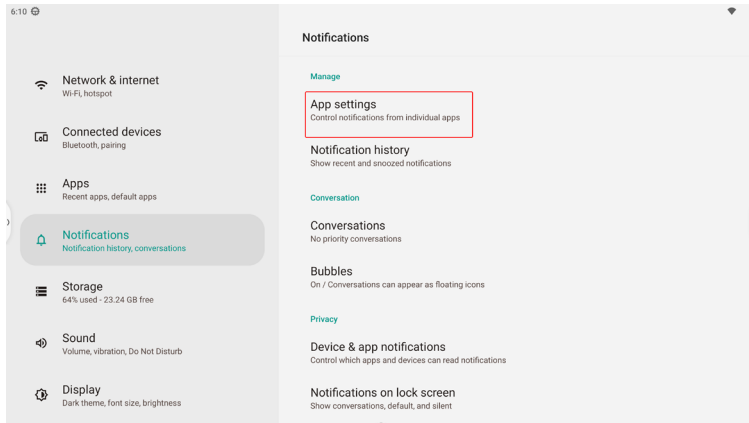 6:10
Notifications
Network & internet
Wi-Fi, hotspot
Connected devices
Bluetooth, pairing
Apps
Recent apps, default apps
Notifications
Notification history, conversations
Storage
64% used - 23.24 GB free
Sound
Volume, vibration, Do Not Disturb
Display
Dark theme, font size, brightness
Manage
App settings
Control notifications from individual apps
Notification history
Show recent and snoozed notifications
Conversation
Conversations
No priority conversations
Bubbles
On / Conversations can appear as floating icons
Privacy
Device & app notifications
Control which apps and devices can read notifications
Notifications on lock screen
Show conversations, default, and silent